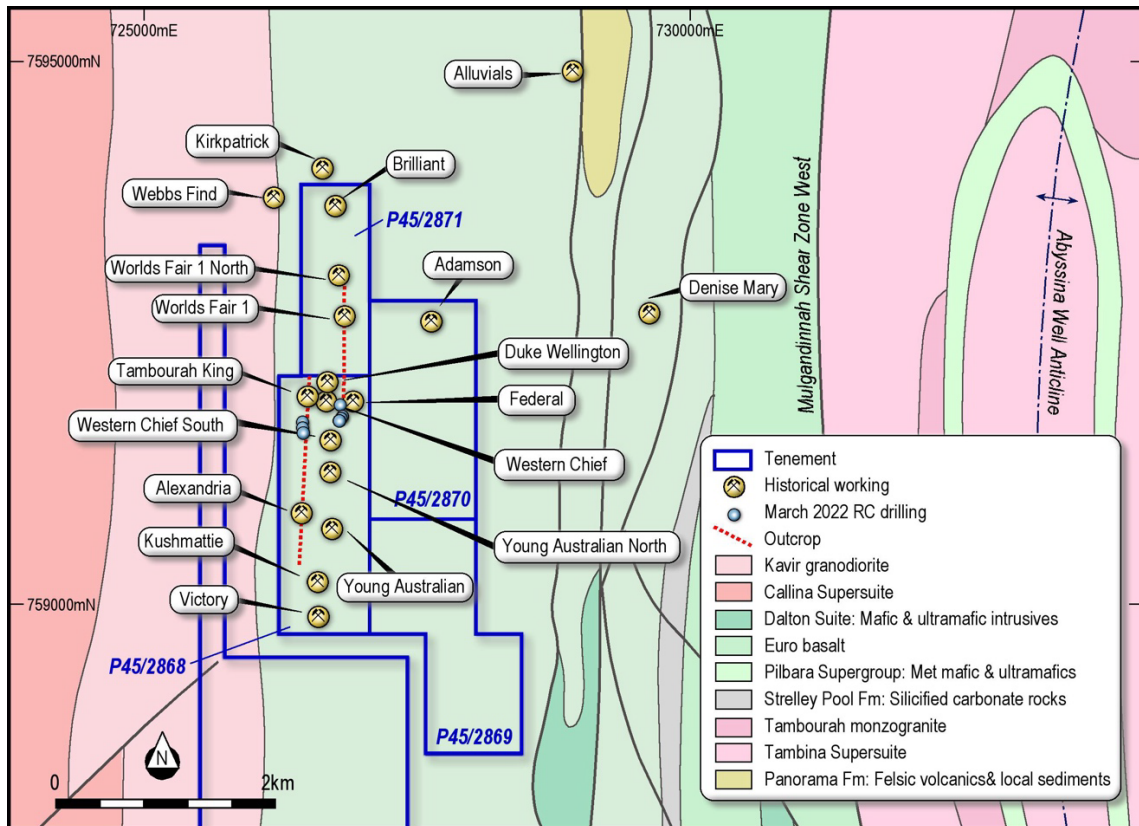 725000mE
730000mE
7595000mN
Alluvials
Kirkpatrick
Brilliant
Webbs Find
P45/2871
Worlds Fair 1 North
Adamson
Worlds Fair 1
Denise Mary
Mulgandinnah Shear Zone West
Abyssina Well Anticline
Duke Wellington
Tambourah King
Federal
Western Chief South
Western Chief
Alexandria
P45/2870
Young Australian North
Kushmattie
Young Australian
Victory
759000mN
P45/2868
P45/2869
N
0
2km
Tenement
Historical working
March 2022 RC drilling
Outcrop
Kavir granodiorite
Callina Supersuite
Dalton Suite: Mafic & ultramafic intrusives
Euro basalt
Pilbara Supergroup: Met mafic & ultramafics
Strelley Pool Fm: Silicified carbonate rocks
Tambourah monzogranite
Tambina Supersuite
Panorama Fm: Felsic volcanics& local sediments